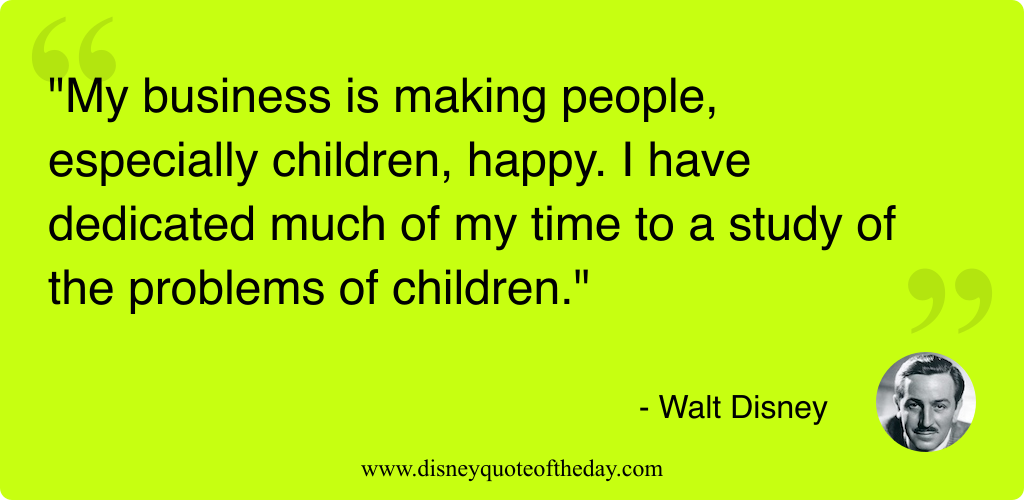 "My business is making people,
especially children, happy. I have
dedicated much of my time to a study of
the problems of children."
- Walt Disney
www.disneyquoteoftheday.com